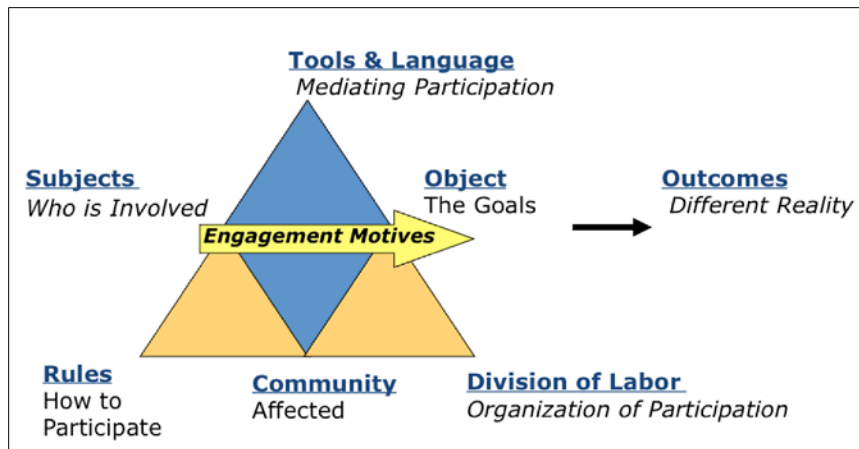 Tools & Language
Mediating Participation
Subjects
Who is Involved
Object
The Goals
Outcomes
Different Reality
Engagement Motives
Rules
How to
Participate
Community
Affected
Division of Labor
Organization of Participation